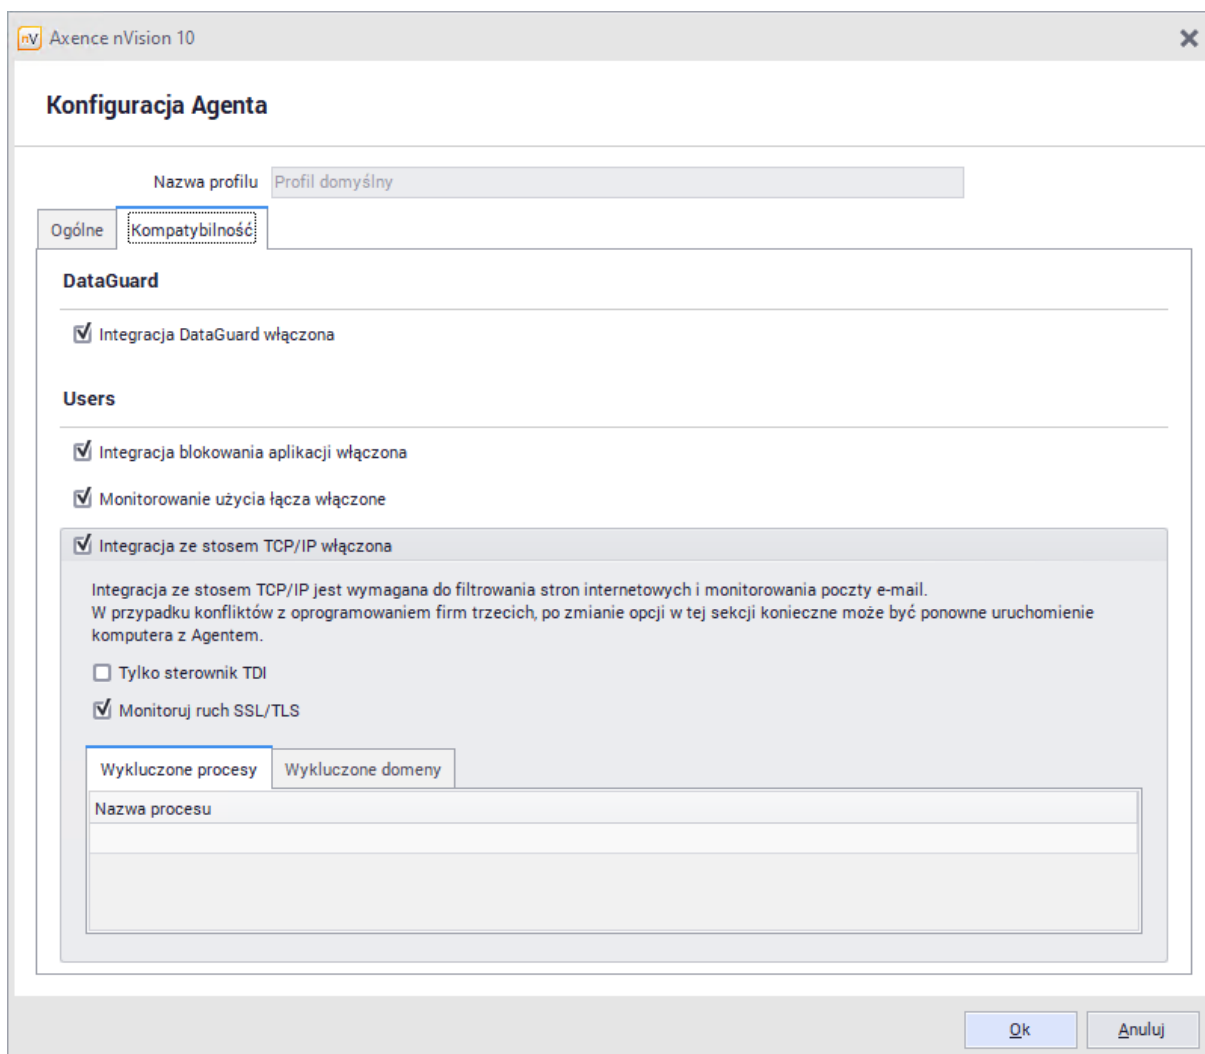 nV Axence nVision 10
Konfiguracja Agenta
Nazwa profilu Profil domyślny
Ogólne Kompatybilność
DataGuard
Integracja DataGuard włączona
Users
Integracja blokowania aplikacji włączona
Monitorowanie użycia łącza włączone
Integracja ze stosem TCP/IP włączona
Integracja ze stosem TCP/IP jest wymagana do filtrowania stron internetowych i monitorowania poczty e-mail.
W przypadku konfliktów z oprogramowaniem firm trzecich, po zmianie opcji w tej sekcji konieczne może być ponowne uruchomienie
komputera z Agentem.
Tylko sterownik TDI
Monitoruj ruch SSL/TLS
Wykluczone procesy Wykluczone domeny
Nazwa procesu
Ok Anuluj